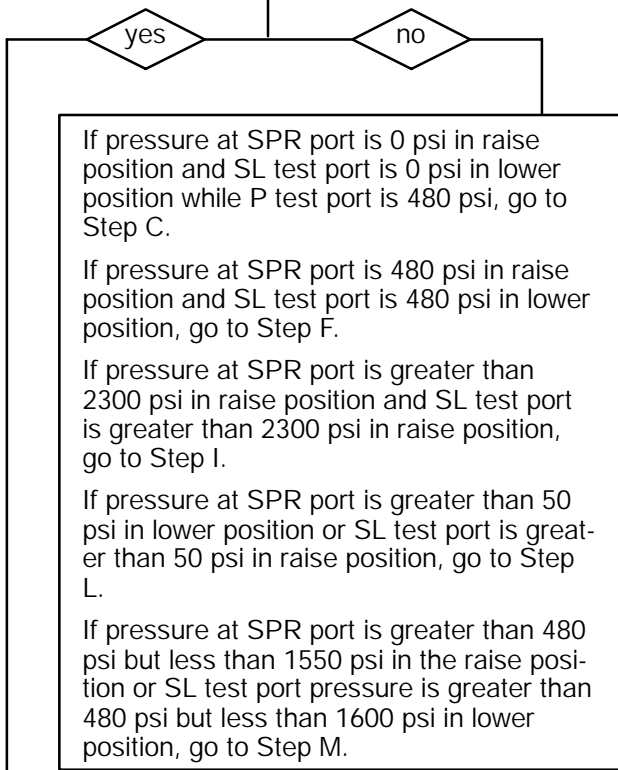 yes
no
If pressure at SPR port is 0 psi in raise
position and SL test port is 0 psi in lower
position while P test port is 480 psi, go to
Step C.
If pressure at SPR port is 480 psi in raise
position and SL test port is 480 psi in lower
position, go to Step F.
If pressure at SPR port is greater than
2300 psi in raise position and SL test port
is greater than 2300 psi in raise position,
go to Step I.
If pressure at SPR port is greater than 50
psi in lower position or SL test port is great-
er than 50 psi in raise position, go to Step
L.
If pressure at SPR port is greater than 480
psi but less than 1550 psi in the raise posi-
tion or SL test port pressure is greater than
480 psi but less than 1600 psi in lower
position, go to Step M.